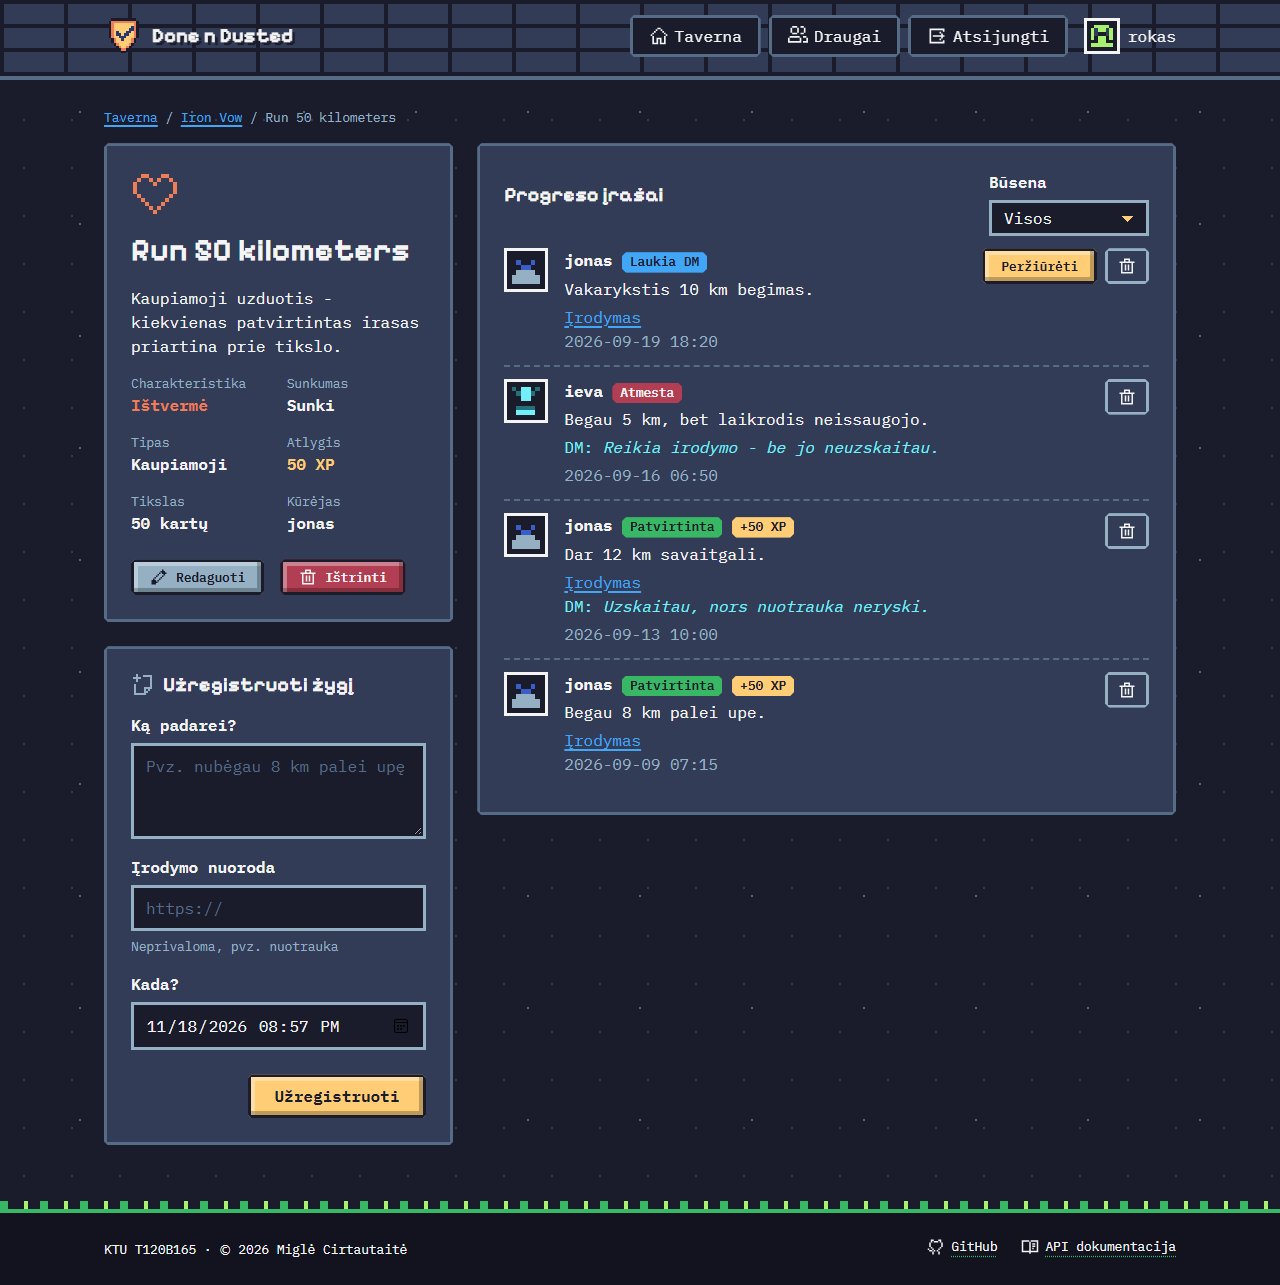 Done n Dusted
Taverna
Draugai
Atsijungti
rokas
Taverna / Iron Vow / Run 50 kilometers
Run 50 kilometers
Kaupiamoji uzduotis -
kiekvienas patvirtintas irasas
priartina prie tikslo.
Charakteristika Sunkumas
Ištvermė Sunki
Tipas Atlygis
Kaupiamoji 50 XP
Tikslas Kūrėjas
50 kartų jonas
Redaguoti Ištrinti
Užregistruoti žygį
Ką padarei?
Pvz. nubėgau 8 km palei upę
Įrodymo nuoroda
https://
Neprivaloma, pvz. nuotrauka
Kada?
11/18/2026 08:57 PM
Užregistruoti
Progreso įrašai
Būsena
Visos
jonas Laukia DM
Peržiūrėti
Vakarykstis 10 km begimas.
Įrodymas
2026-09-19 18:20
ieva Atmesta
Begau 5 km, bet laikrodis neissaugojo.
DM: Reikia irodymo - be jo neuzskaitau.
2026-09-16 06:50
jonas Patvirtinta +50 XP
Dar 12 km savaitgali.
Įrodymas
DM: Uzskaitau, nors nuotrauka neryski.
2026-09-13 10:00
jonas Patvirtinta +50 XP
Begau 8 km palei upe.
Įrodymas
2026-09-09 07:15
KTU T120B165 · © 2026 Miglė Cirtautaitė
GitHub
API dokumentacija